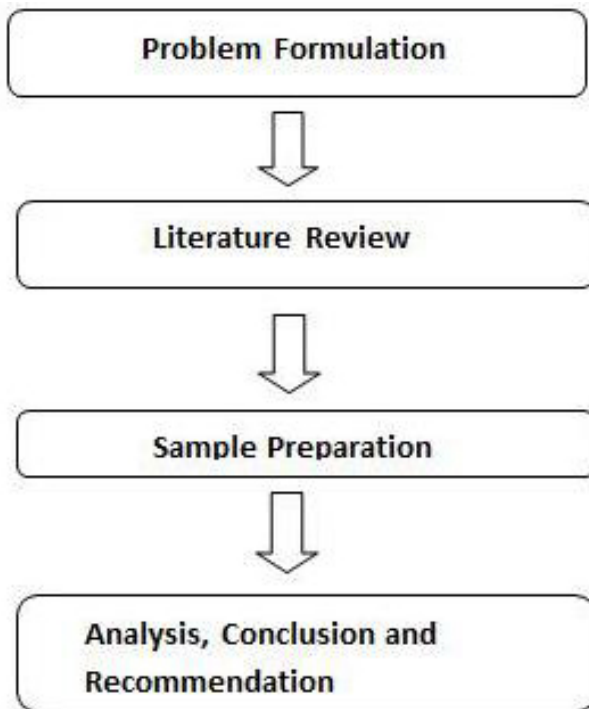 Problem Formulation
Literature Review
Sample Preparation
Analysis, Conclusion and
Recommendation